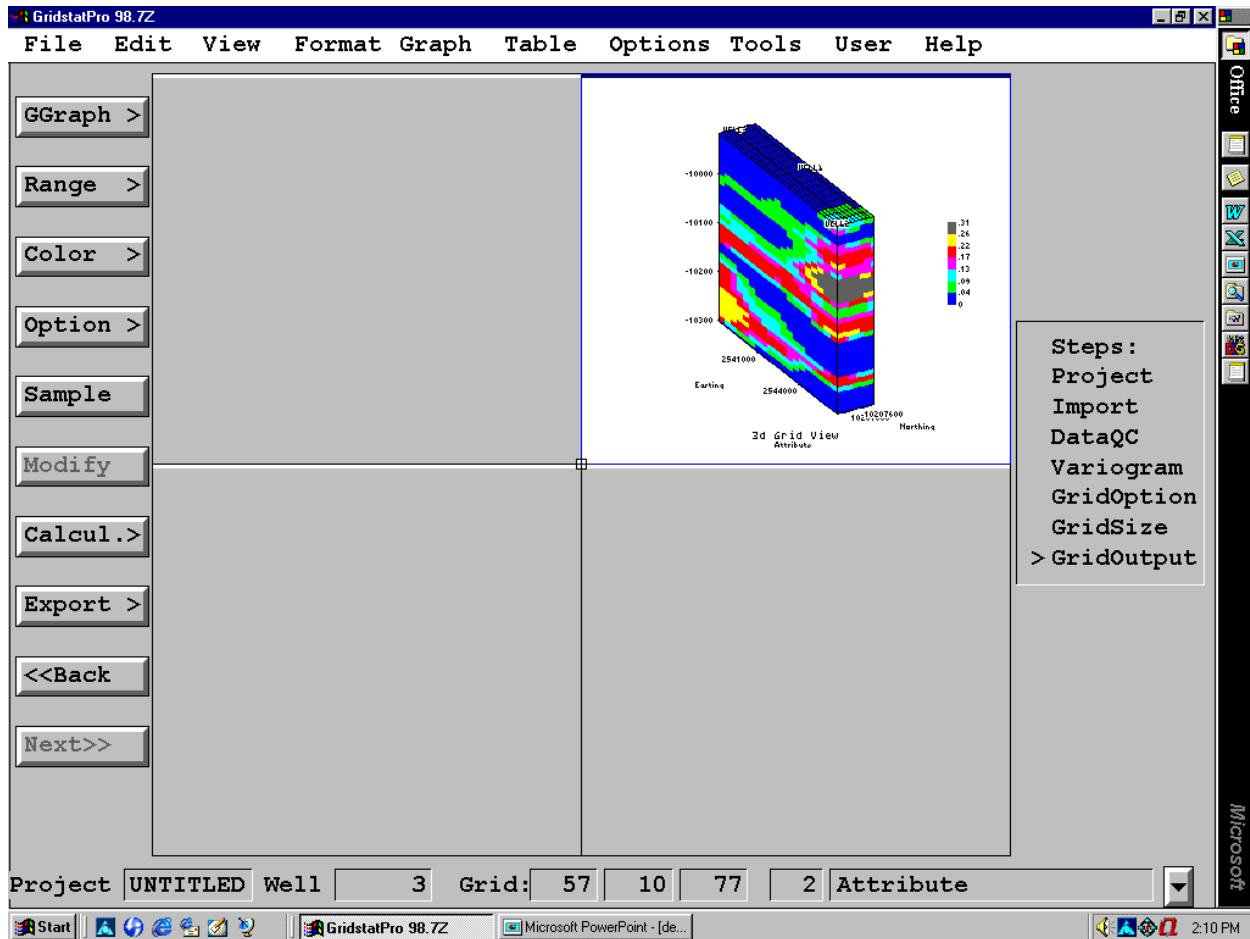 GridstatPro 98.7Z
File Edit View Format Graph Table Options Tools User Help
Office
GGraph >
Range >
Color >
Option >
Sample
Modify
Calcul.>
Export >
<<Back
Next>>
-10000
-10100
-10200
-10300
2541000
2544000
Easting
10207600
Northing
3d Grid View
Attribute
.31
.26
.22
.17
.13
.09
.04
0
Steps:
Project
Import
DataQC
Variogram
GridOption
GridSize
> GridOutput
Microsoft
Project UNTITLED Well 3 Grid: 57 10 77 2 Attribute
Start GridstatPro 98.7Z Microsoft PowerPoint - [de... 2:10 PM